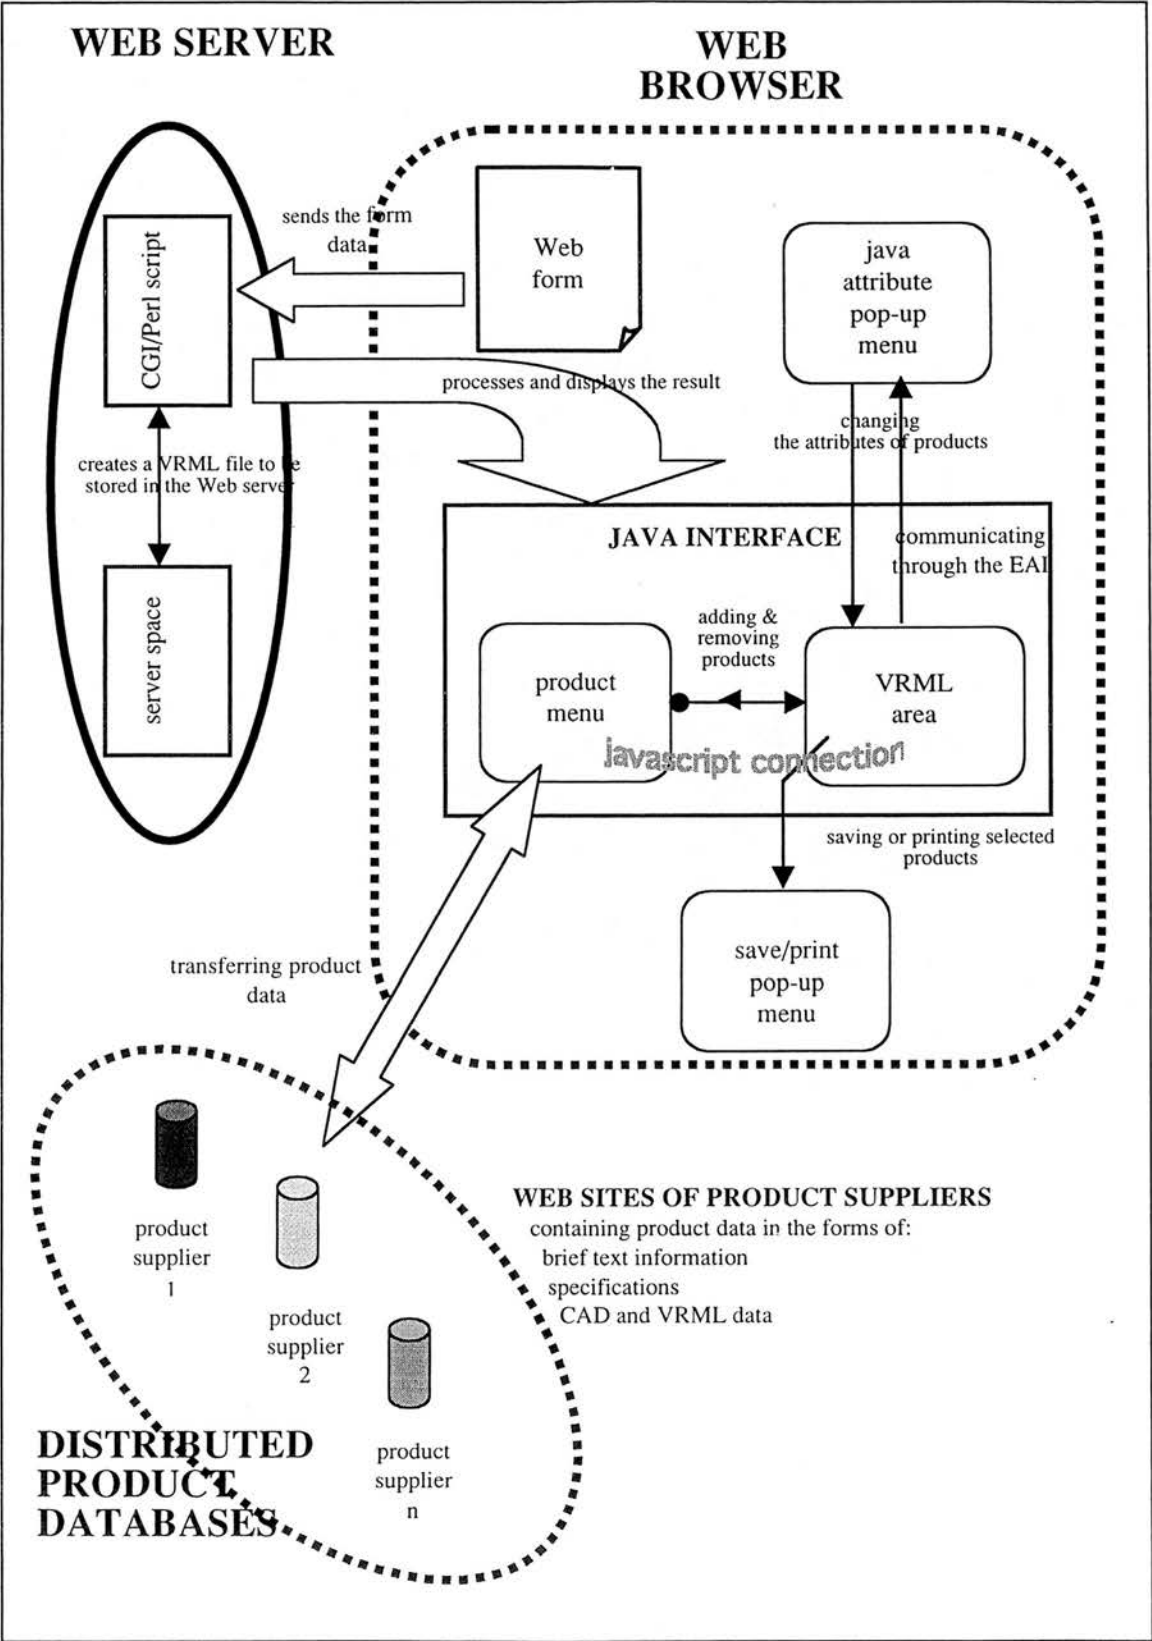 WEB SERVER
WEB
BROWSER
sends the form
data
Web
form
java
attribute
pop-up
menu
CGI/Perl script
processes and displays the result
changing
the attributes of products
creates a VRML file to be
stored in the Web server
JAVA INTERFACE
communicating
through the EAI
server space
adding &
removing
products
product
menu
VRML
area
javascript connection
saving or printing selected
products
save/print
pop-up
menu
transferring product
data
product
supplier
1
WEB SITES OF PRODUCT SUPPLIERS
containing product data in the forms of:
brief text information
specifications
CAD and VRML data
product
supplier
2
product
supplier
n
DISTRIBUTED
PRODUCT
DATABASES